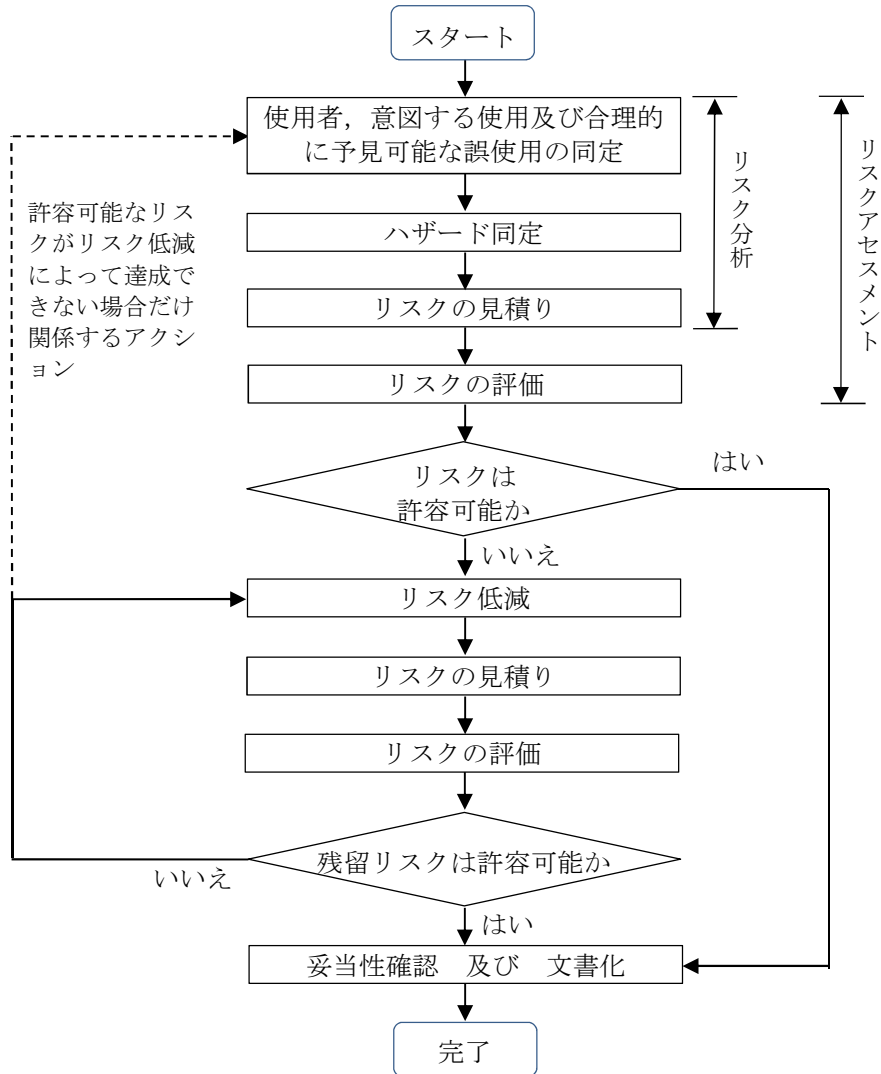 スタート
使用者，意図する使用及び合理的
に予見可能な誤使用の同定
リスク分析
リスクアセスメント
許容可能なリス
クがリスク低減
によって達成で
きない場合だけ
関係するアクシ
ョン
ハザード同定
リスクの見積り
リスクの評価
リスクは
許容可能か
はい
いいえ
リスク低減
リスクの見積り
リスクの評価
残留リスクは許容可能か
いいえ
はい
妥当性確認　及び　文書化
完了